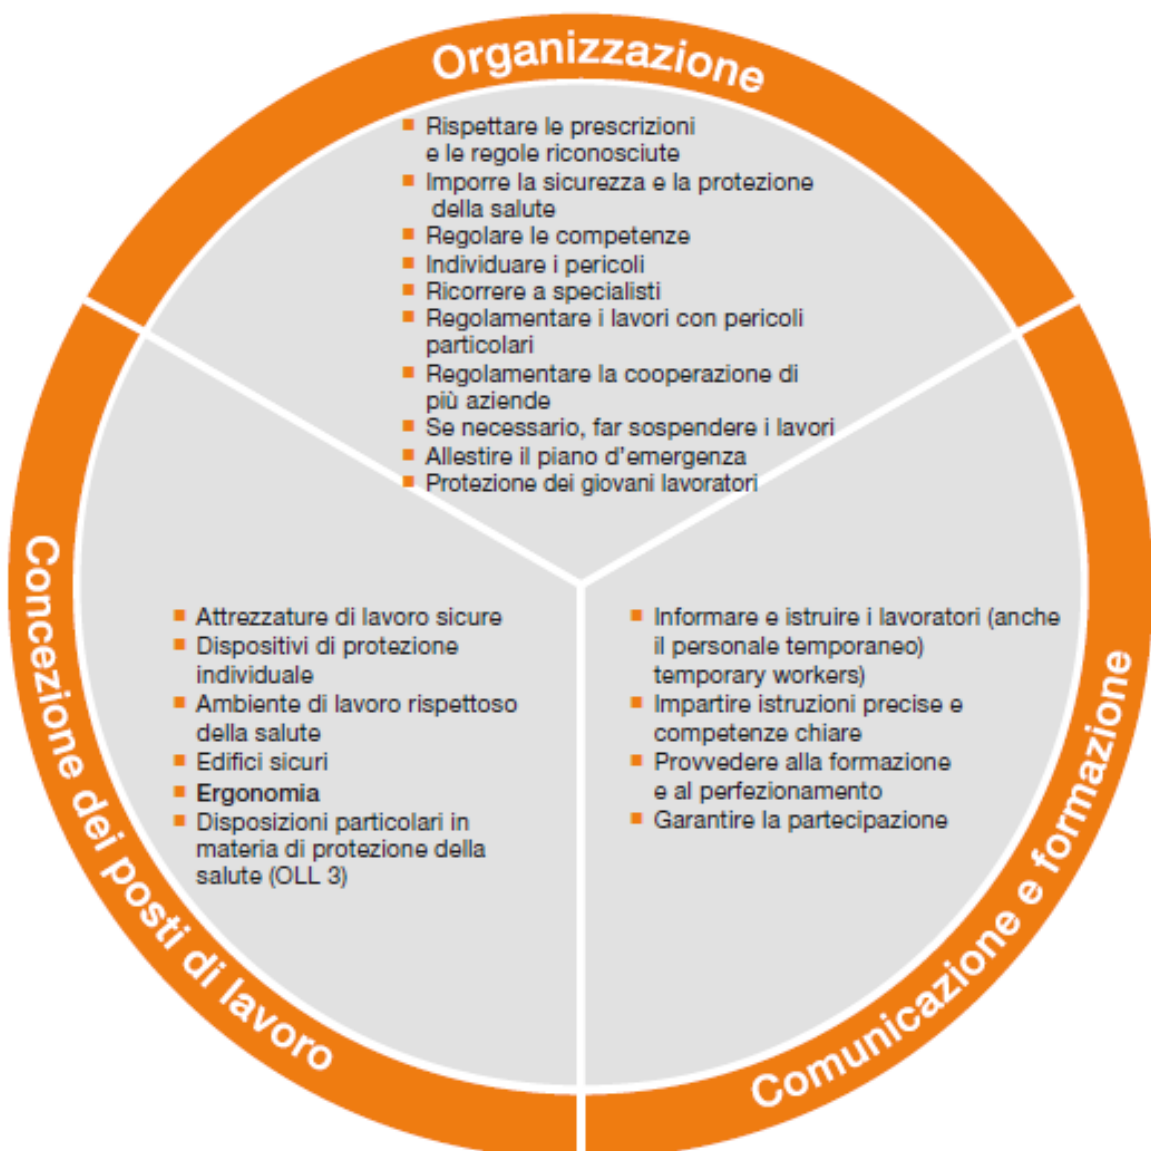 Organizzazione
Rispettare le prescrizioni
e le regole riconosciute
Imporre la sicurezza e la protezione
della salute
Regolare le competenze
Individuare i pericoli
Ricorrere a specialisti
Regolamentare i lavori con pericoli
particolari
Regolamentare la cooperazione di
più aziende
Se necessario, far sospendere i lavori
Allestire il piano d'emergenza
Protezione dei giovani lavoratori
Concezione dei posti di lavoro
Attrezzature di lavoro sicure
Dispositivi di protezione
individuale
Ambiente di lavoro rispettoso
della salute
Edifici sicuri
Ergonomia
Disposizioni particolari in
materia di protezione della
salute (OLL 3)
Comunicazione e formazione
Informare e istruire i lavoratori (anche
il personale temporaneo)
temporary workers)
Impartire istruzioni precise e
competenze chiare
Provvedere alla formazione
e al perfezionamento
Garantire la partecipazione